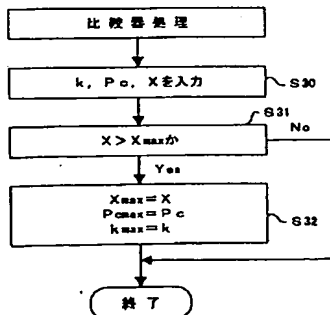 比較器処理
k, Pc, Xを入力
S30
S31
X>Xmaxか
No
Yes
Xmax=X
Pcmax=Pc
kmax=k
S32
終了